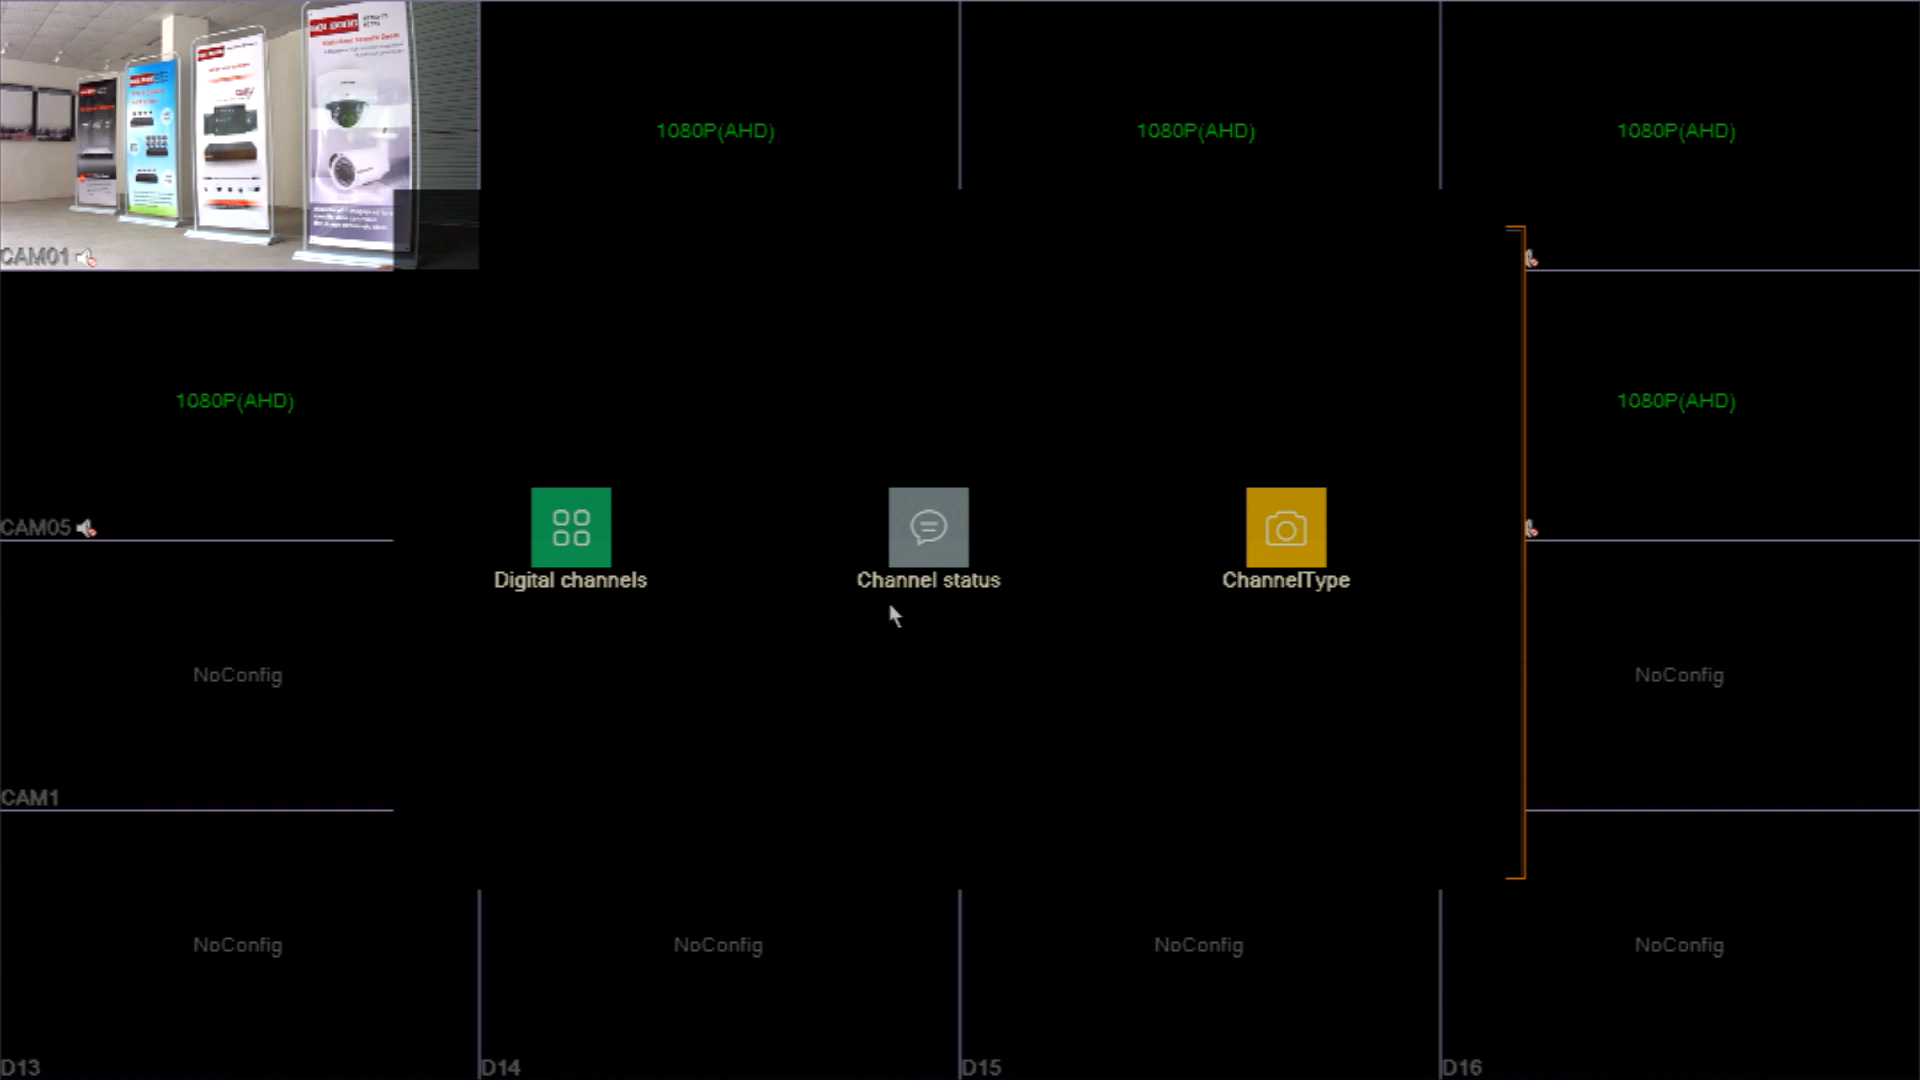 1080P(AHD)
1080P(AHD)
1080P(AHD)
CAM01
1080P(AHD)
1080P(AHD)
CAM05
Digital channels
Channel status
ChannelType
NoConfig
NoConfig
CAM1
NoConfig
NoConfig
NoConfig
NoConfig
D13
D14
D15
D16